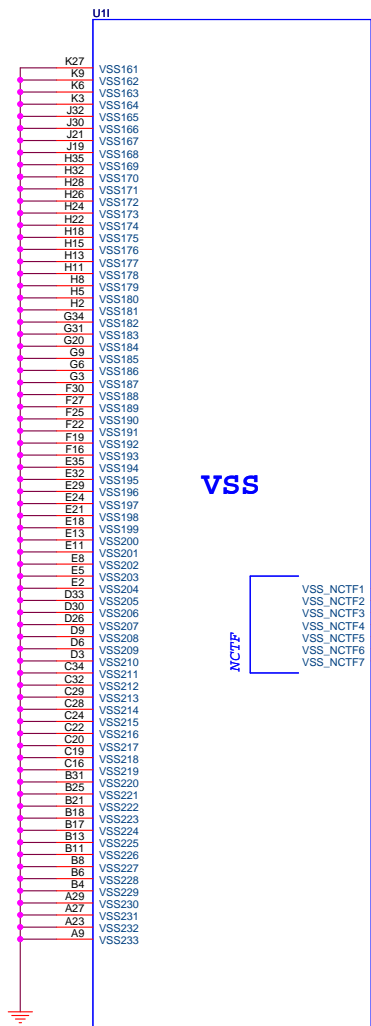 U1I
K27 VSS161
K9 VSS162
K6 VSS163
K3 VSS164
J32 VSS165
J30 VSS166
J21 VSS167
J19 VSS168
H35 VSS169
H32 VSS170
H28 VSS171
H26 VSS172
H24 VSS173
H22 VSS174
H18 VSS175
H15 VSS176
H13 VSS177
H11 VSS178
H8 VSS179
H5 VSS180
H2 VSS181
G34 VSS182
G31 VSS183
G20 VSS184
G9 VSS185
G6 VSS186
G3 VSS187
F30 VSS188
F27 VSS189
F25 VSS190
F22 VSS191
F19 VSS192
F16 VSS193
E35 VSS194
E32 VSS195
E29 VSS196
E24 VSS197
E21 VSS198
E18 VSS199
E13 VSS200
E11 VSS201
E8 VSS202
E5 VSS203
E2 VSS204
D33 VSS205
D30 VSS206
D26 VSS207
D9 VSS208
D6 VSS209
D3 VSS210
C34 VSS211
C32 VSS212
C29 VSS213
C28 VSS214
C24 VSS215
C22 VSS216
C20 VSS217
C19 VSS218
C16 VSS219
B31 VSS220
B25 VSS221
B21 VSS222
B18 VSS223
B17 VSS224
B13 VSS225
B11 VSS226
B8 VSS227
B6 VSS228
B4 VSS229
A29 VSS230
A27 VSS231
A23 VSS232
A9 VSS233
VSS
NCTF
VSS_NCTF1
VSS_NCTF2
VSS_NCTF3
VSS_NCTF4
VSS_NCTF5
VSS_NCTF6
VSS_NCTF7